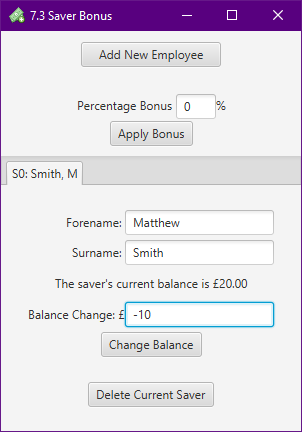 7.3 Saver Bonus
Add New Employee
Percentage Bonus 0 %
Apply Bonus
S0: Smith, M
Forename: Matthew
Surname: Smith
The saver's current balance is £20.00
Balance Change: £ -10
Change Balance
Delete Current Saver